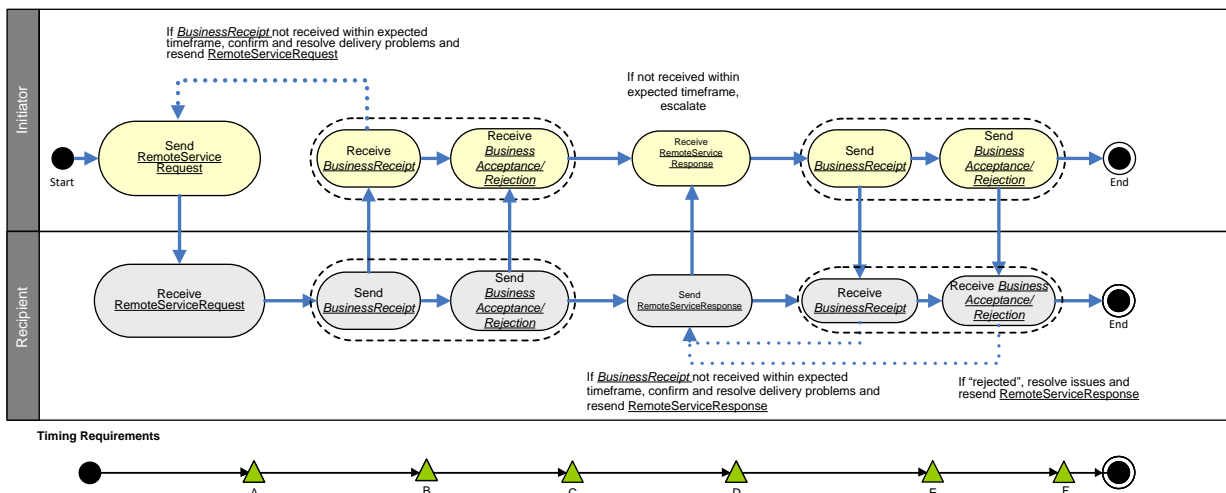 If BusinessReceipt not received within expected
timeframe, confirm and resolve delivery problems and
resend RemoteServiceRequest
If not received within
expected timeframe,
escalate
Initiator
Start
Send
RemoteService
Request
Receive
BusinessReceipt
Receive
Business
Acceptance/
Rejection
Receive
RemoteService
Response
Send
BusinessReceipt
Send
Business
Acceptance/
Rejection
End
Recipient
Receive
RemoteServiceRequest
Send
BusinessReceipt
Send
Business
Acceptance/
Rejection
Send
RemoteServiceResponse
Receive
BusinessReceipt
Receive Business
Acceptance/
Rejection
End
If BusinessReceipt not received within expected
timeframe, confirm and resolve delivery problems and
resend RemoteServiceResponse
If “rejected”, resolve issues and
resend RemoteServiceResponse
Timing Requirements
A
B
C
D
E
F